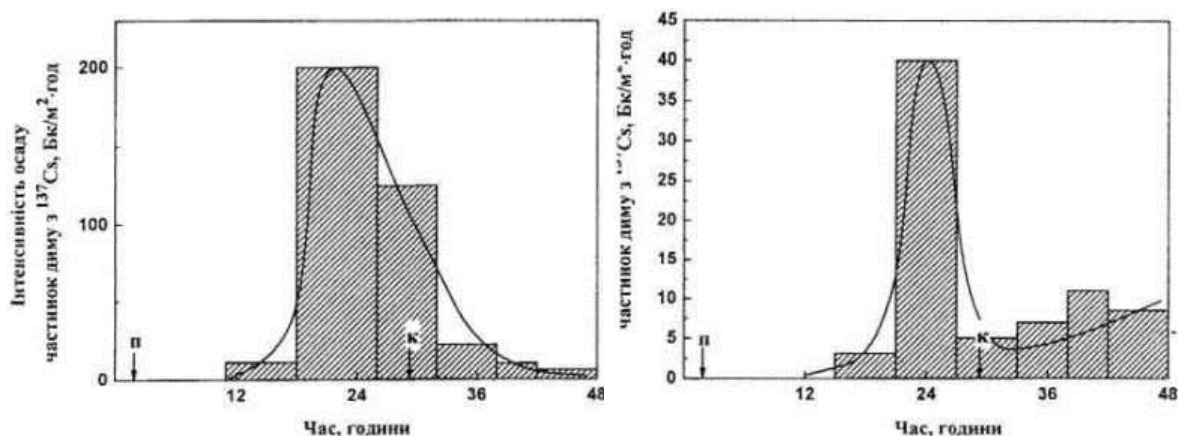 Інтенсивність осаду
частинок диму з ¹³⁷Cs, Бк/м²·год
200
100
0
п
к
12
24
36
48
Час, години
частинок диму з Cs, Бк/м²·год
45
40
35
30
25
20
15
10
5
0
п
к
12
24
36
48
Час, години